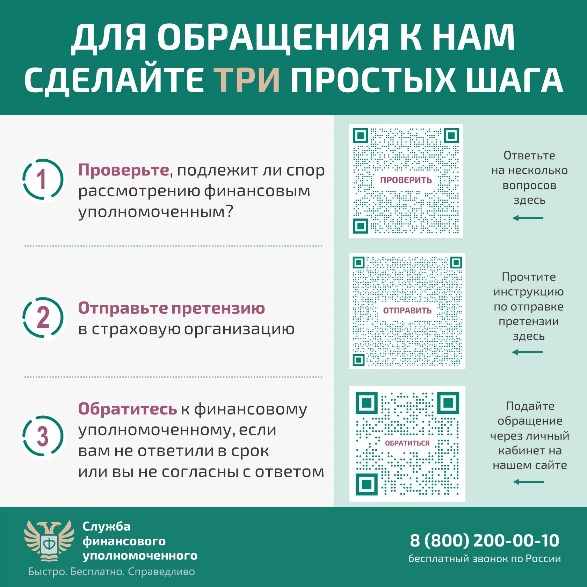 ДЛЯ ОБРАЩЕНИЯ К НАМ
СДЕЛАЙТЕ ТРИ ПРОСТЫХ ШАГА
1
Проверьте, подлежит ли спор
рассмотрению финансовым
уполномоченным?
ПРОВЕРИТЬ
Ответьте
на несколько
вопросов
здесь
2
Отправьте претензию
в страховую организацию
ОТПРАВИТЬ
Прочтите
инструкцию
по отправке
претензии
здесь
3
Обратитесь к финансовому
уполномоченному, если
вам не ответили в срок
или вы не согласны с ответом
ОБРАТИТЬСЯ
Подайте
обращение
через личный
кабинет на
нашем сайте
Служба
финансового
уполномоченного
Быстро. Бесплатно. Справедливо
8 (800) 200-00-10
бесплатный звонок по России